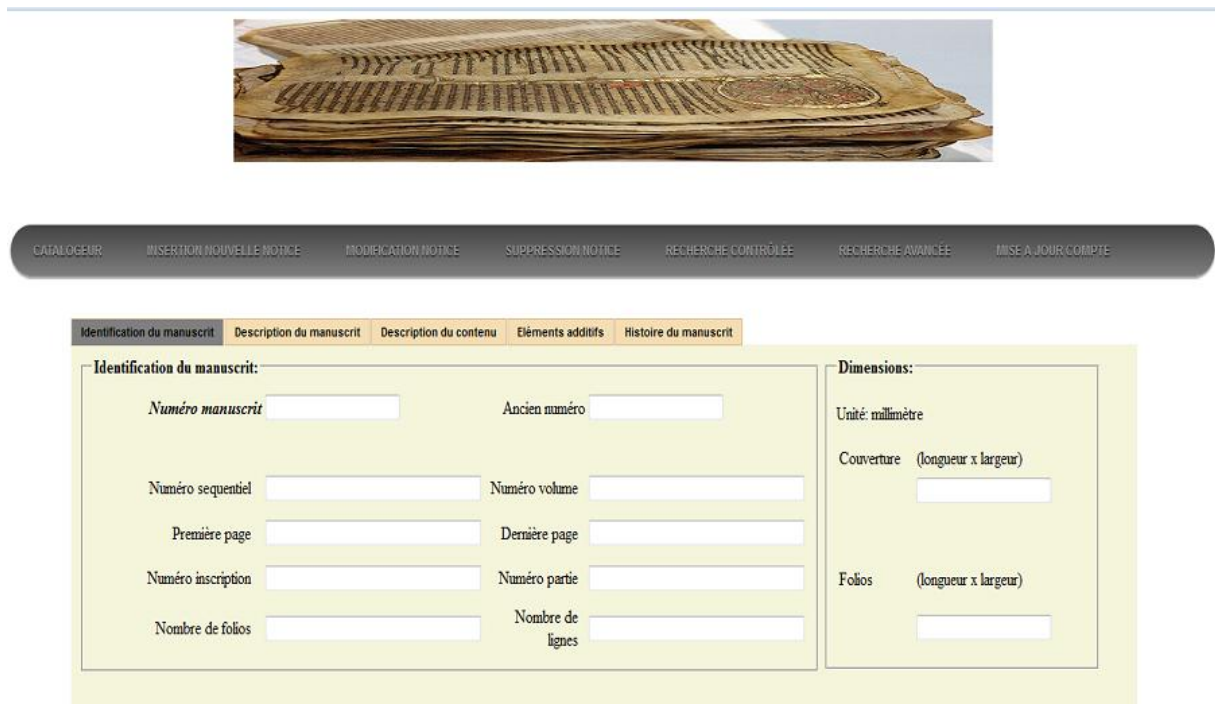 CATALOGEUR INSERTION NOUVELLE NOTICE MODIFICATION NOTICE SUPPRESSION NOTICE RECHERCHE CONTRÔLÉE RECHERCHE AVANCÉE MISE A JOUR COMPTE
Identification du manuscrit Description du manuscrit Description du contenu Elèments additifs Histoire du manuscrit
Identification du manuscrit:
Numéro manuscrit Ancien numéro
Numéro sequentiel Numéro volume
Première page Dernière page
Numéro inscription Numéro partie
Nombre de folios Nombre de
lignes
Dimensions:
Unité: millimètre
Couverture (longueur x largeur)
Folios (longueur x largeur)